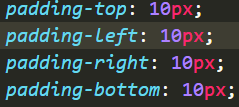 padding-top: 10px;
padding-left: 10px;
padding-right: 10px;
padding-bottom: 10px;